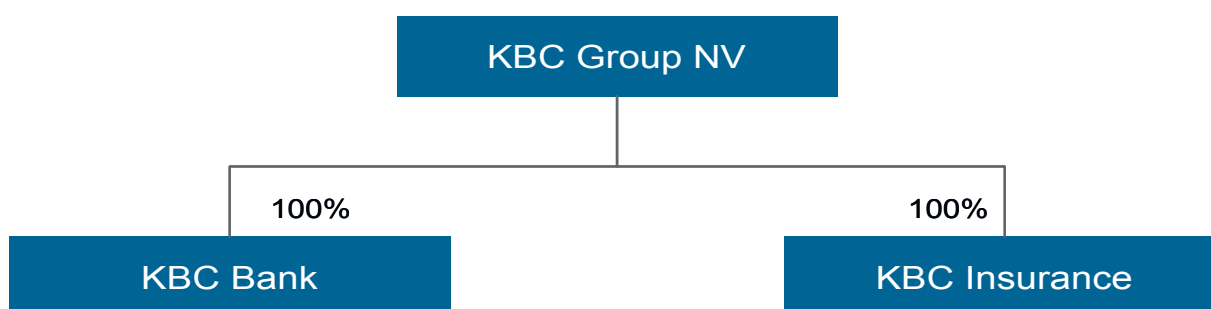 KBC Group NV
100%
100%
KBC Bank
KBC Insurance